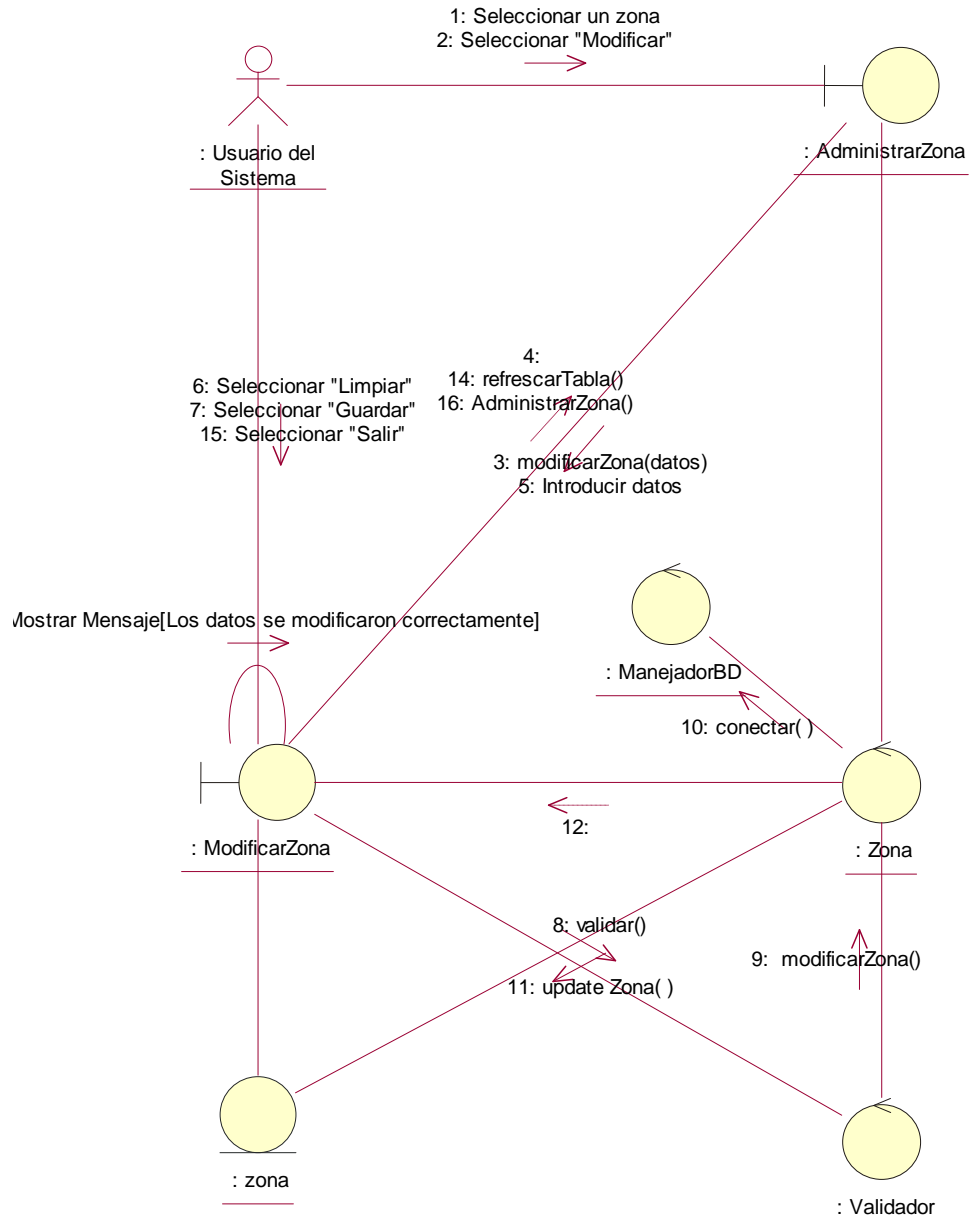 1: Seleccionar un zona
2: Seleccionar "Modificar"
: Usuario del
Sistema
: AdministrarZona
4:
14: refrescarTabla()
16: AdministrarZona()
6: Seleccionar "Limpiar"
7: Seleccionar "Guardar"
15: Seleccionar "Salir"
3: modificarZona(datos)
5: Introducir datos
Mostrar Mensaje[Los datos se modificaron correctamente]
: ManejadorBD
10: conectar( )
12:
: ModificarZona
: Zona
8: validar()
9: modificarZona()
11: update Zona( )
: zona
: Validador